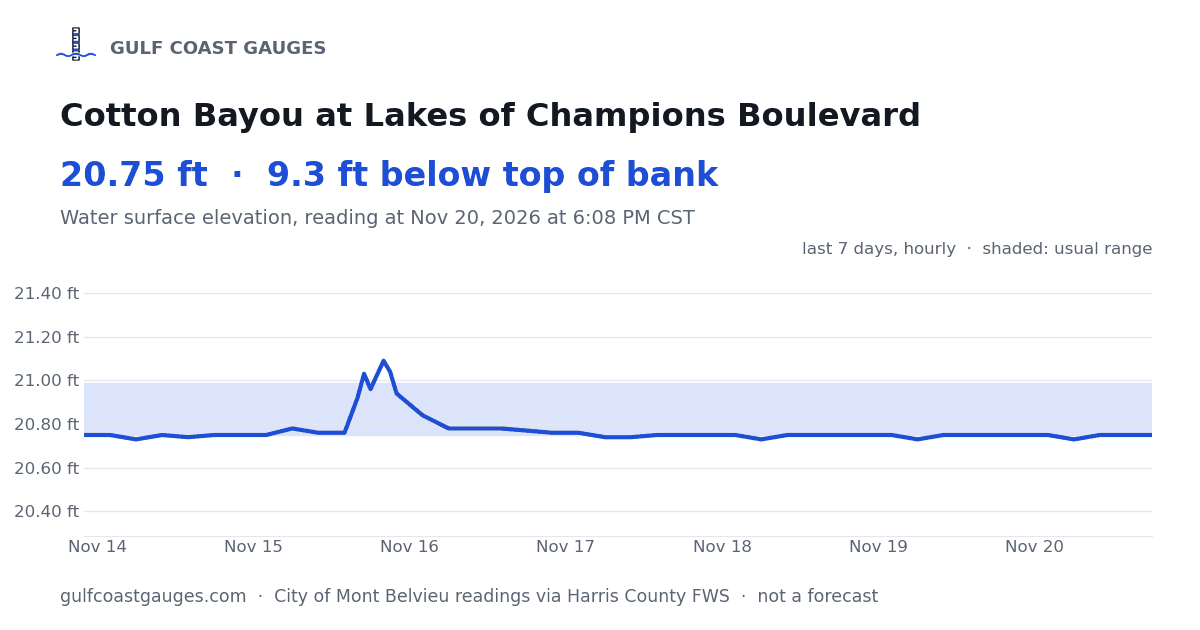 GULF COAST GAUGES
Cotton Bayou at Lakes of Champions Boulevard
20.75 ft · 9.3 ft below top of bank
Water surface elevation, reading at Nov 20, 2026 at 6:08 PM CST
last 7 days, hourly · shaded: usual range
21.40 ft
21.20 ft
21.00 ft
20.80 ft
20.60 ft
20.40 ft
Nov 14 Nov 15 Nov 16 Nov 17 Nov 18 Nov 19 Nov 20
gulfcoastgauges.com · City of Mont Belvieu readings via Harris County FWS · not a forecast